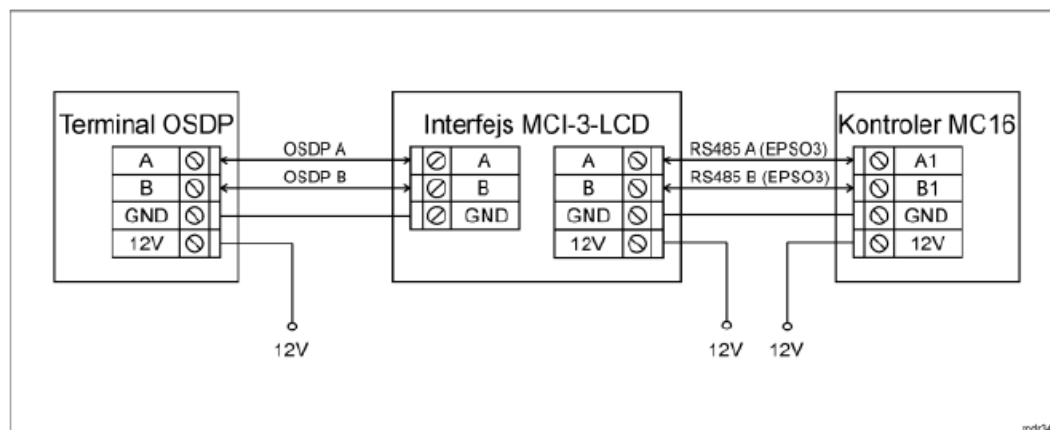 Terminal OSDP
A
B
GND
12V
OSDP A
OSDP B
Interfejs MCI-3-LCD
A
B
GND
A
B
GND
12V
RS485 A (EPSO3)
RS485 B (EPSO3)
Kontroler MC16
A1
B1
GND
12V
12V
12V
12V